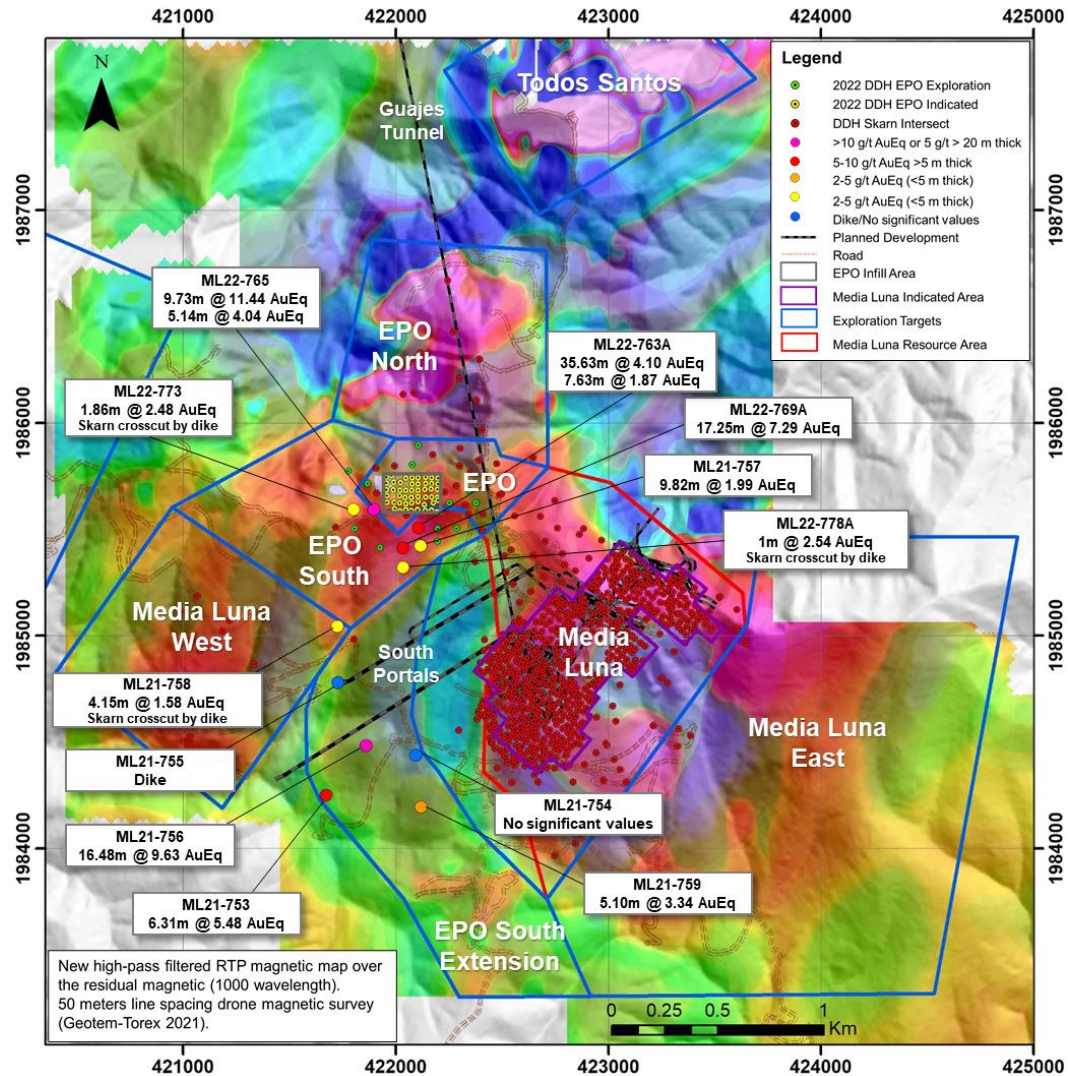 421000
422000
423000
424000
425000
N
Todos Santos
Guajes
Tunnel
Legend
2022 DDH EPO Exploration
2022 DDH EPO Indicated
DDH Skarn Intersect
>10 g/t AuEq or 5 g/t > 20 m thick
5-10 g/t AuEq >5 m thick
2-5 g/t AuEq (<5 m thick)
2-5 g/t AuEq (<5 m thick)
Dike/No significant values
Planned Development
Road
EPO Infill Area
Media Luna Indicated Area
Exploration Targets
Media Luna Resource Area
1987000
1987000
ML22-765
9.73m @ 11.44 AuEq
5.14m @ 4.04 AuEq
EPO
North
ML22-763A
35.63m @ 4.10 AuEq
7.63m @ 1.87 AuEq
ML22-773
1.86m @ 2.48 AuEq
Skarn crosscut by dike
ML22-769A
17.25m @ 7.29 AuEq
1986000
1986000
ML21-757
9.82m @ 1.99 AuEq
EPO
ML22-778A
1m @ 2.54 AuEq
Skarn crosscut by dike
EPO
South
Media Luna
West
Media
Luna
South
Portals
1985000
1985000
ML21-758
4.15m @ 1.58 AuEq
Skarn crosscut by dike
Media Luna
East
ML21-755
Dike
ML21-754
No significant values
ML21-756
16.48m @ 9.63 AuEq
1984000
1984000
ML21-759
5.10m @ 3.34 AuEq
ML21-753
6.31m @ 5.48 AuEq
EPO South
Extension
New high-pass filtered RTP magnetic map over
the residual magnetic (1000 wavelength).
50 meters line spacing drone magnetic survey
(Geotem-Torex 2021).
0 0.25 0.5 1
Km
421000
422000
423000
424000
425000